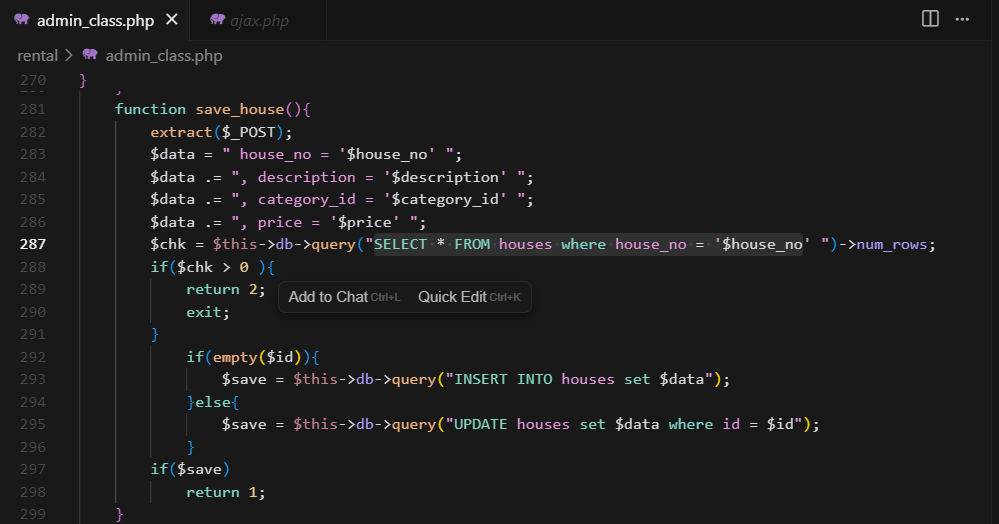 admin_class.php
ajax.php
rental > admin_class.php
270 }
281 function save_house(){
282 extract($_POST);
283 $data = " house_no = '$house_no' ";
284 $data .= ", description = '$description' ";
285 $data .= ", category_id = '$category_id' ";
286 $data .= ", price = '$price' ";
287 $chk = $this->db->query("SELECT * FROM houses where house_no = '$house_no' ")->num_rows;
288 if($chk > 0 ){
289 return 2;
Add to Chat Ctrl+L Quick Edit Ctrl+K
290 exit;
291 }
292 if(empty($id)){
293 $save = $this->db->query("INSERT INTO houses set $data");
294 }else{
295 $save = $this->db->query("UPDATE houses set $data where id = $id");
296 }
297 if($save)
298 return 1;
299 }